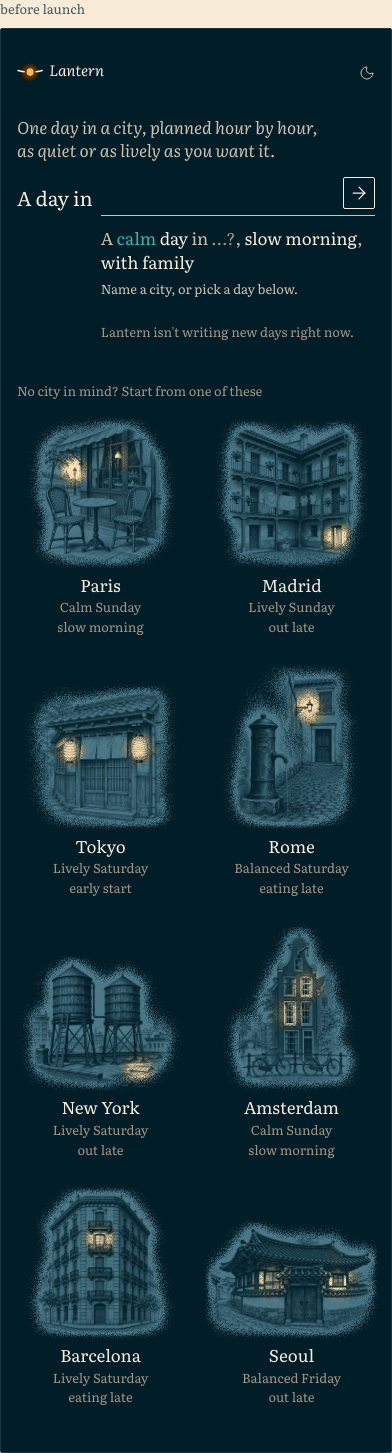 before launch
Lantern
One day in a city, planned hour by hour,
as quiet or as lively as you want it.
A day in
A calm day in ...?, slow morning,
with family
Name a city, or pick a day below.
Lantern isn't writing new days right now.
No city in mind? Start from one of these
Paris
Calm Sunday
slow morning
Madrid
Lively Sunday
out late
Tokyo
Lively Saturday
early start
Rome
Balanced Saturday
eating late
New York
Lively Saturday
out late
Amsterdam
Calm Sunday
slow morning
Barcelona
Lively Saturday
eating late
Seoul
Balanced Friday
out late